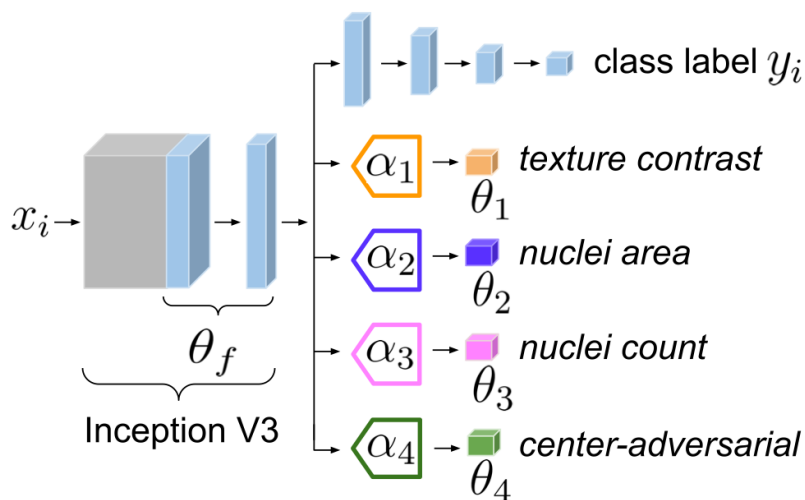 class label y_i
α_1 texture contrast
θ_1
x_i
α_2 nuclei area
θ_2
θ_f
α_3 nuclei count
θ_3
Inception V3
α_4 center-adversarial
θ_4